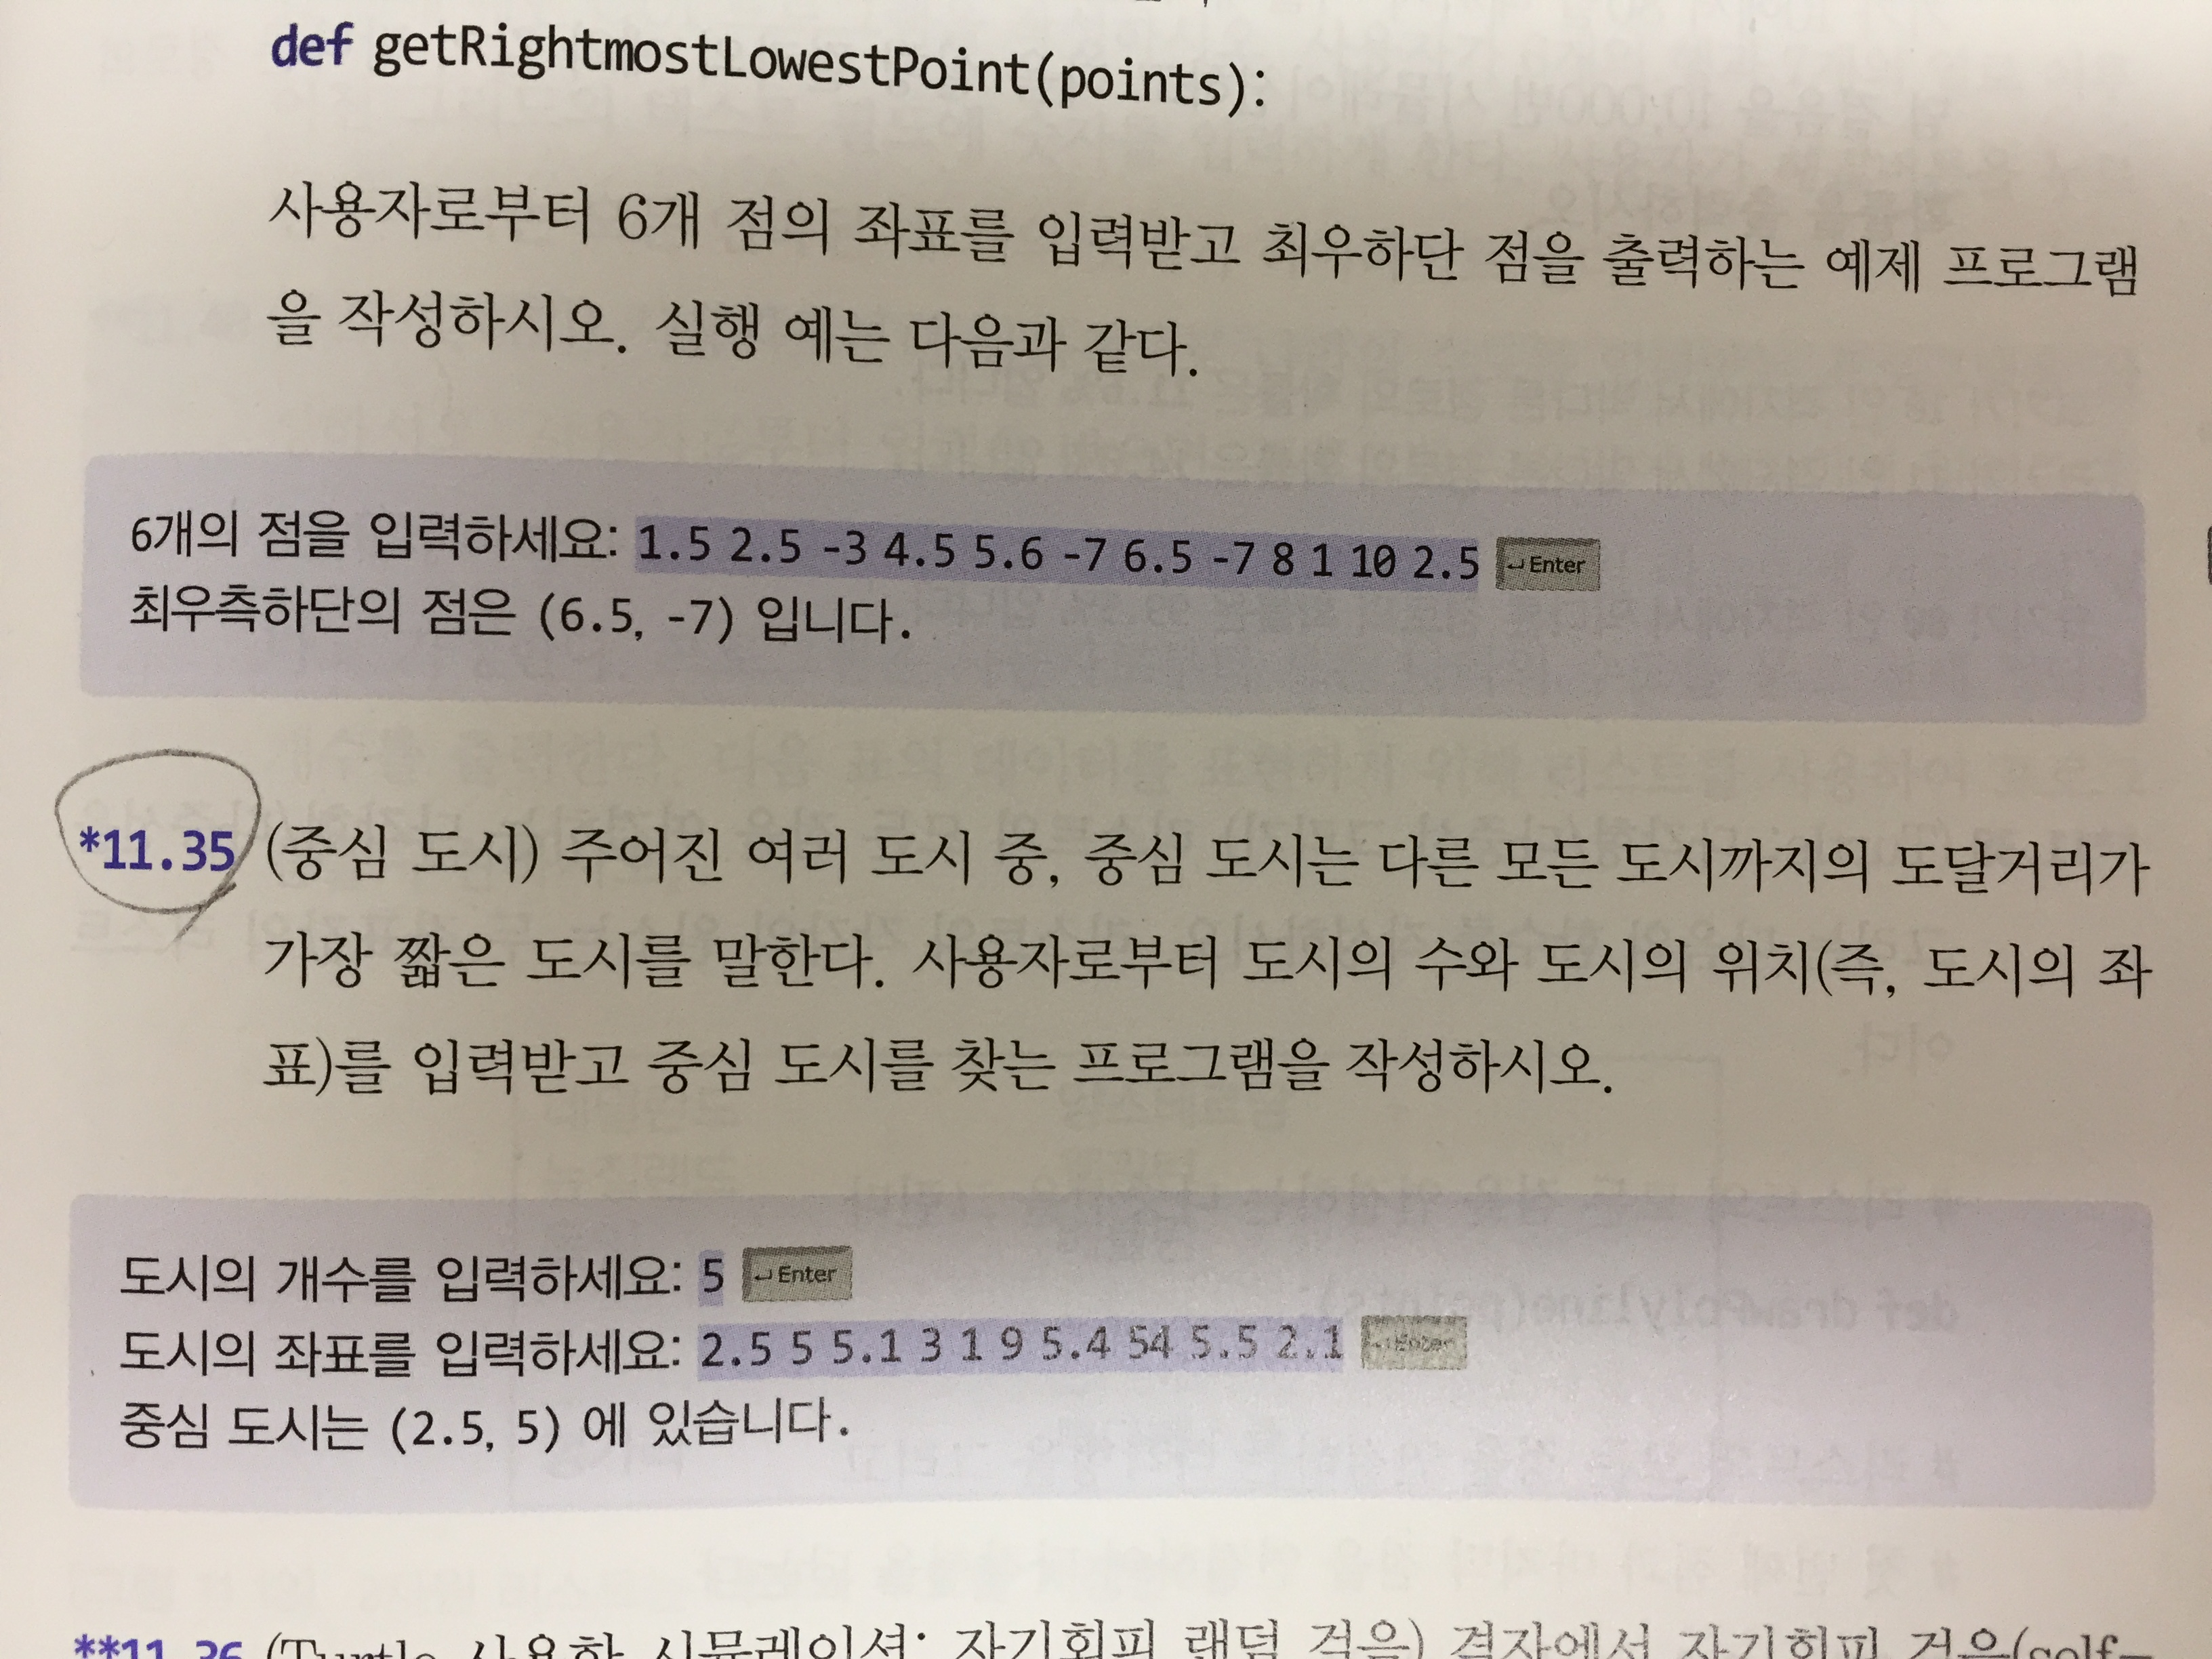 def getRightmostLowestPoint(points):
사용자로부터 6개 점의 좌표를 입력받고 최우하단 점을 출력하는 예제 프로그램
을 작성하시오. 실행 예는 다음과 같다.
6개의 점을 입력하세요: 1.5 2.5 -3 4.5 5.6 -7 6.5 -7 8 1 10 2.5 ↵Enter
최우측하단의 점은 (6.5, -7) 입니다.
*11.35 (중심 도시) 주어진 여러 도시 중, 중심 도시는 다른 모든 도시까지의 도달거리가
가장 짧은 도시를 말한다. 사용자로부터 도시의 수와 도시의 위치(즉, 도시의 좌
표)를 입력받고 중심 도시를 찾는 프로그램을 작성하시오.
도시의 개수를 입력하세요: 5 ↵Enter
도시의 좌표를 입력하세요: 2.5 5 5.1 3 1 9 5.4 54 5.5 2.1 ↵Enter
중심 도시는 (2.5, 5) 에 있습니다.
**11.36 (Turtle 사용한 시뮬레이션: 자기회피 랜덤 걸음) 격자에서 자기회피 걸음(self-